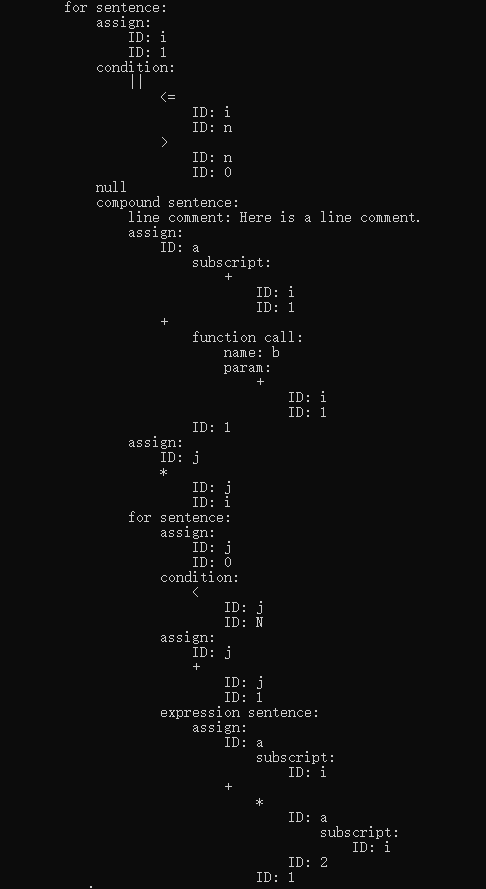 for sentence:
assign:
ID: i
ID: 1
condition:
||
<=
ID: i
ID: n
>
ID: n
ID: 0
null
compound sentence:
line comment: Here is a line comment.
assign:
ID: a
subscript:
+
ID: i
ID: 1
+
function call:
name: b
param:
+
ID: i
ID: 1
ID: 1
assign:
ID: j
*
ID: j
ID: i
for sentence:
assign:
ID: j
ID: 0
condition:
<
ID: j
ID: N
assign:
ID: j
+
ID: j
ID: 1
expression sentence:
assign:
ID: a
subscript:
ID: i
+
*
ID: a
subscript:
ID: i
ID: 2
ID: 1